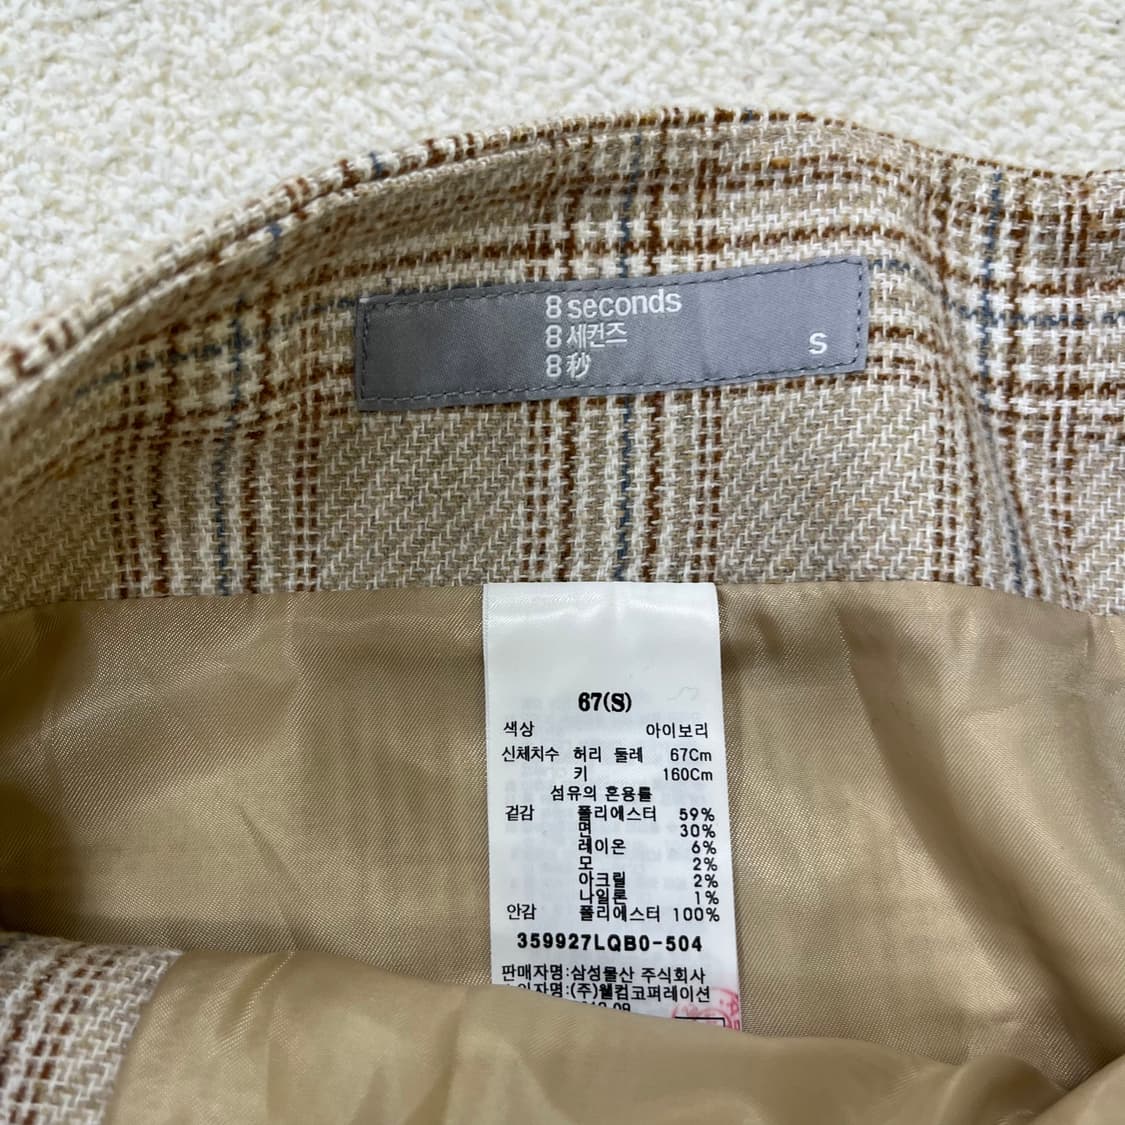 8 seconds
8 세컨즈
8 秒
S
67(S)
색상 아이보리
신체치수 허리 둘레 67Cm
키 160Cm
섬유의 혼용률
겉감 폴리에스터 59%
면 30%
레이온 6%
모 2%
아크릴 2%
나일론 1%
안감 폴리에스터 100%
359927LQB0-504
판매자명:삼성물산 주식회사
자명:(주)웰컴코퍼레이션